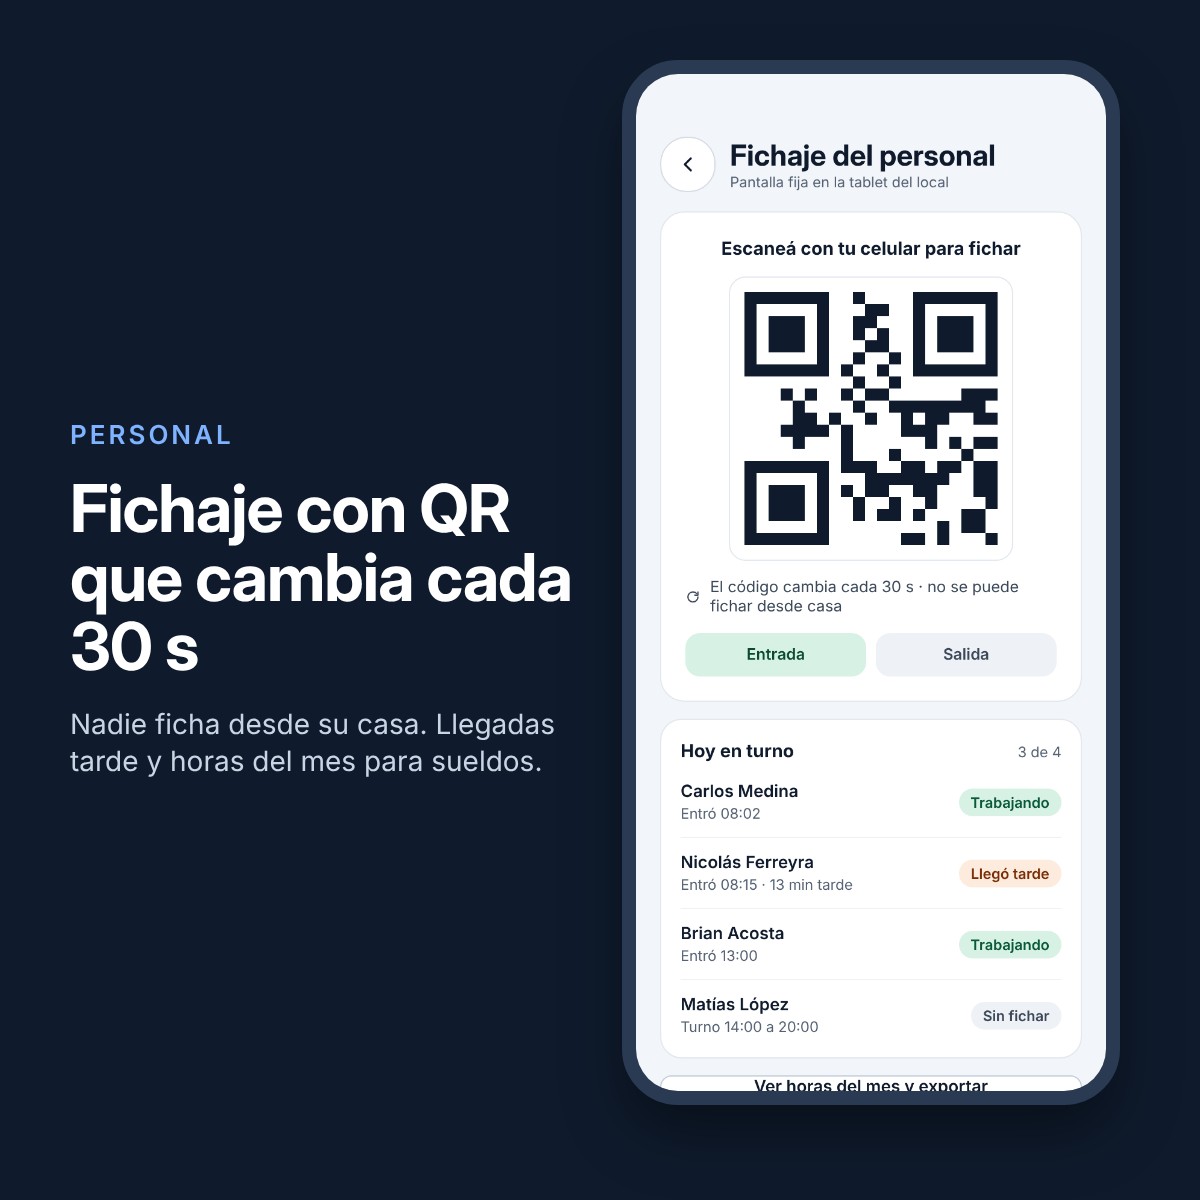 PERSONAL
Fichaje con QR
que cambia cada
30 s
Nadie ficha desde su casa. Llegadas
tarde y horas del mes para sueldos.
Fichaje del personal
Pantalla fija en la tablet del local
Escaneá con tu celular para fichar
El código cambia cada 30 s · no se puede
fichar desde casa
Entrada
Salida
Hoy en turno
3 de 4
Carlos Medina
Entró 08:02
Trabajando
Nicolás Ferreyra
Entró 08:15 · 13 min tarde
Llegó tarde
Brian Acosta
Entró 13:00
Trabajando
Matías López
Turno 14:00 a 20:00
Sin fichar
Ver horas del mes y exportar